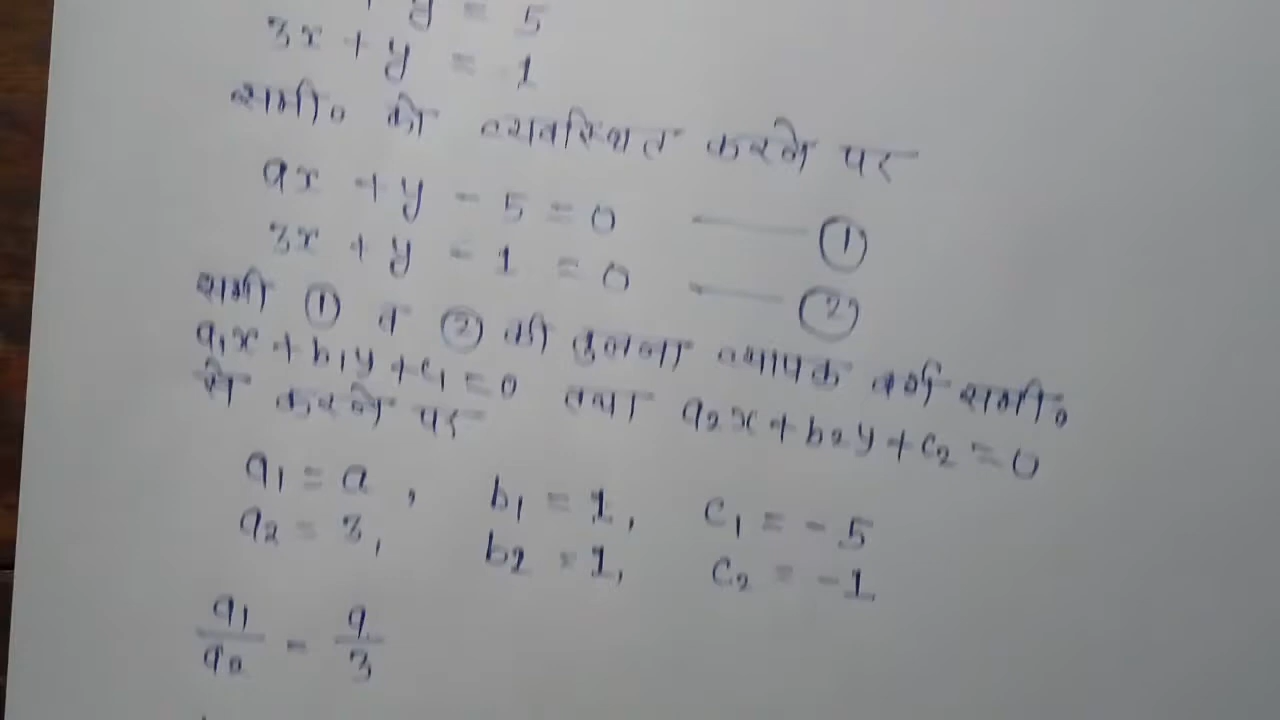 + y = 5
3x + y = 1
समी० को व्यवस्थित करने पर
ax + y - 5 = 0 —— ①
3x + y - 1 = 0 —— ②
समी ① व ② की तुलना व्यापक वर्ग समी०
a₁x + b₁y + c₁ = 0 तथा a₂x + b₂y + c₂ = 0
से करने पर
a₁ = a, b₁ = 1, c₁ = - 5
a₂ = 3, b₂ = 1, c₂ = -1
a₁/a₂ = a/3